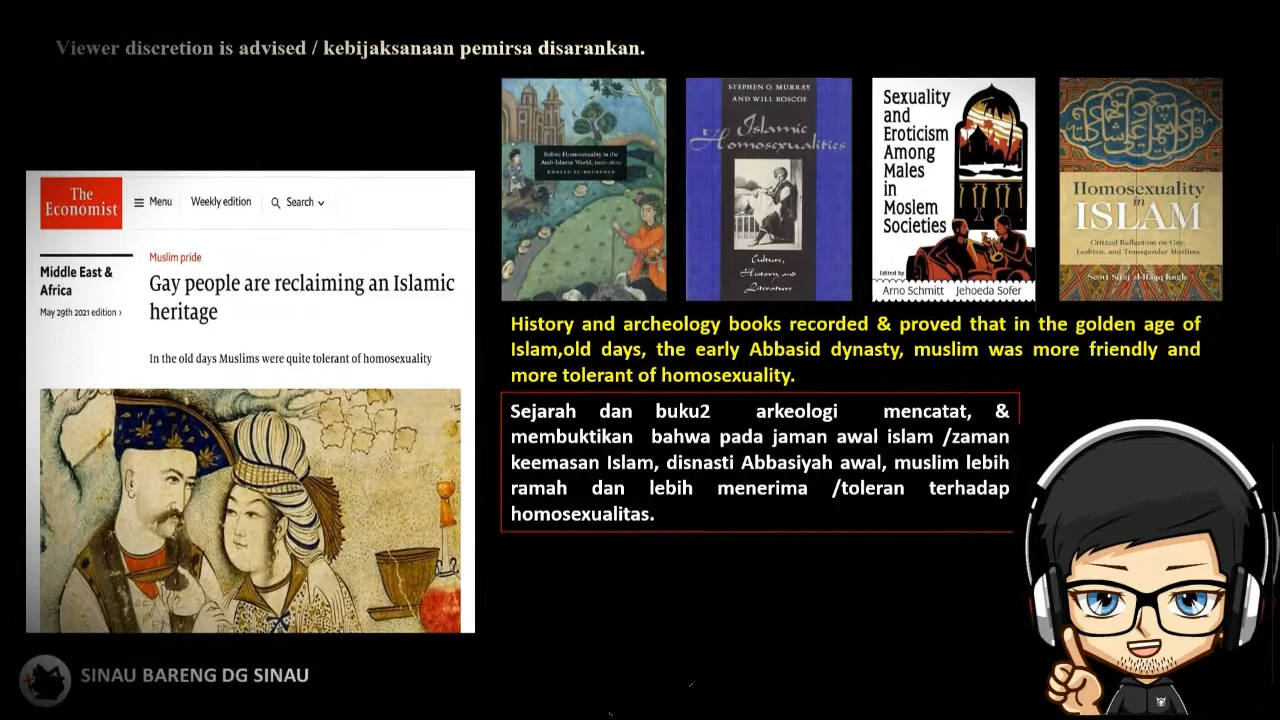 Viewer discretion is advised / kebijaksanaan pemirsa disarankan.
The
Economist
Menu
Weekly edition
Search
Middle East &
Africa
May 29th 2021 edition ›
Muslim pride
Gay people are reclaiming an Islamic
heritage
In the old days Muslims were quite tolerant of homosexuality
Before Homosexuality in the
Arab-Islamic World, 1500-1800
KHALED EL-ROUAYHEB
STEPHEN O. MURRAY
AND WILL ROSCOE
Islamic
Homosexualities
Culture,
History, and
Literature
Sexuality
and
Eroticism
Among
Males
in
Moslem
Societies
Edited by
Arno Schmitt Jehoeda Sofer
Homosexuality
in
ISLAM
Critical Reflection on Gay,
Lesbian, and Transgender Muslims
Scott Siraj al-Haqq Kugle
History and archeology books recorded & proved that in the golden age of
Islam,old days, the early Abbasid dynasty, muslim was more friendly and
more tolerant of homosexuality.
Sejarah dan buku2 arkeologi mencatat, &
membuktikan bahwa pada jaman awal islam /zaman
keemasan Islam, disnasti Abbasiyah awal, muslim lebih
ramah dan lebih menerima /toleran terhadap
homosexualitas.
SINAU BARENG DG SINAU